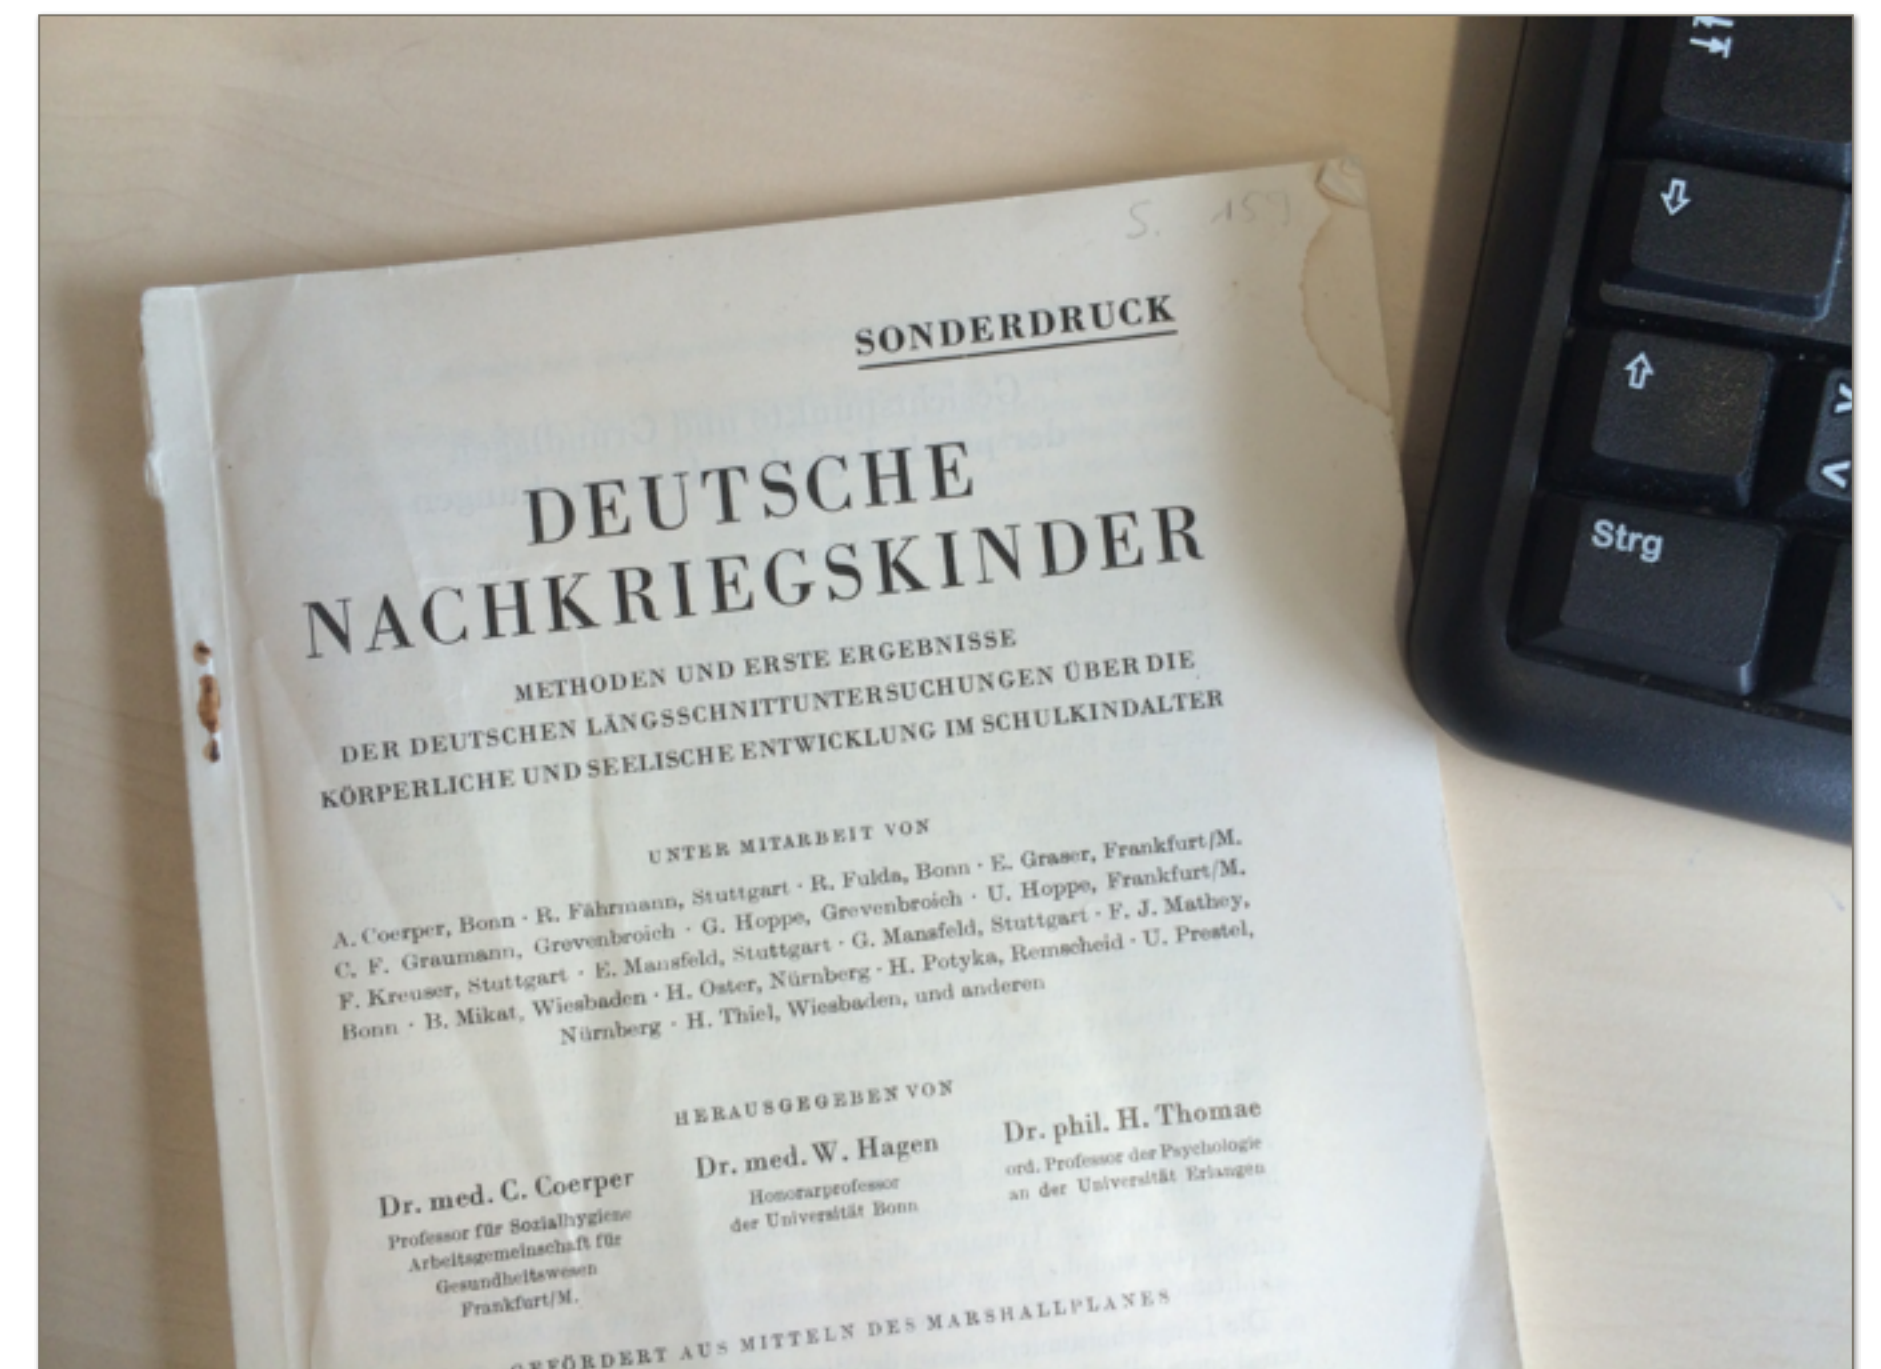 S. 159
SONDERDRUCK
DEUTSCHE
NACHKRIEGSKINDER
METHODEN UND ERSTE ERGEBNISSE
DER DEUTSCHEN LÄNGSSCHNITTUNTERSUCHUNGEN ÜBER DIE
KÖRPERLICHE UND SEELISCHE ENTWICKLUNG IM SCHULKINDALTER
UNTER MITARBEIT VON
A. Coerper, Bonn · R. Fährmann, Stuttgart · R. Fulda, Bonn · E. Graser, Frankfurt/M.
C. F. Graumann, Grevenbroich · G. Hoppe, Grevenbroich · U. Hoppe, Frankfurt/M.
F. Kreuser, Stuttgart · E. Mansfeld, Stuttgart · G. Mansfeld, Stuttgart · F. J. Mathey,
Bonn · B. Mikat, Wiesbaden · H. Oster, Nürnberg · H. Potyka, Remscheid · U. Prestel,
Nürnberg · H. Thiel, Wiesbaden, und anderen
HERAUSGEGEBEN VON
Dr. med. C. Coerper
Professor für Sozialhygiene
Arbeitsgemeinschaft für
Gesundheitswesen
Frankfurt/M.
Dr. med. W. Hagen
Honorarprofessor
der Universität Bonn
Dr. phil. H. Thomae
ord. Professor der Psychologie
an der Universität Erlangen
GEFÖRDERT AUS MITTELN DES MARSHALLPLANES
Strg